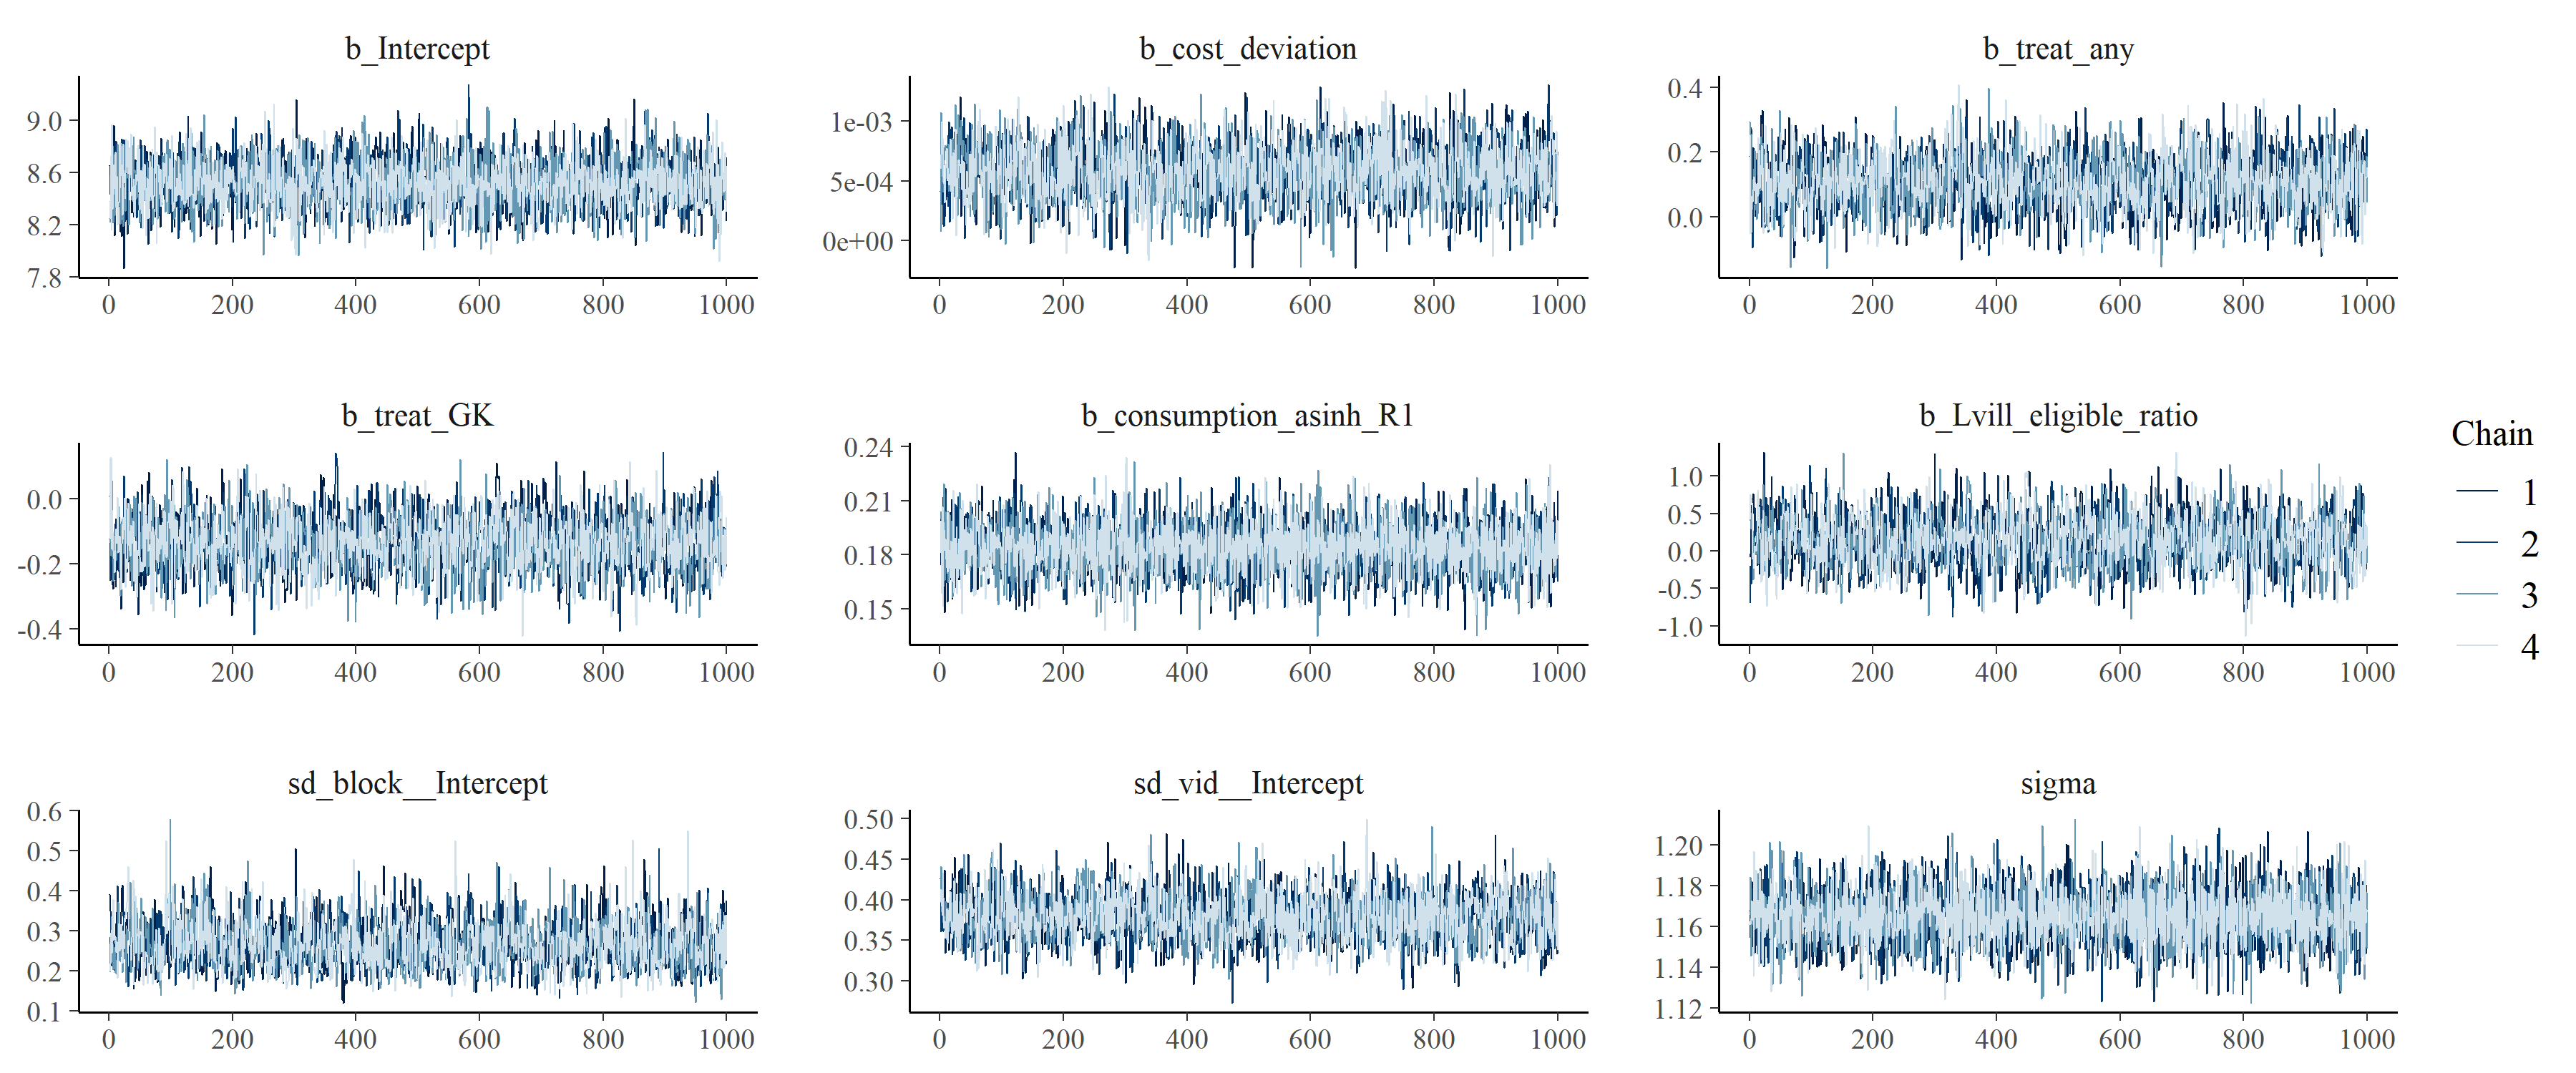 b_Intercept
9.0
8.6
8.2
7.8
0 200 400 600 800 1000
b_cost_deviation
1e-03
5e-04
0e+00
0 200 400 600 800 1000
b_treat_any
0.4
0.2
0.0
0 200 400 600 800 1000
b_treat_GK
0.0
-0.2
-0.4
0 200 400 600 800 1000
b_consumption_asinh_R1
0.24
0.21
0.18
0.15
0 200 400 600 800 1000
b_Lvill_eligible_ratio
1.0
0.5
0.0
-0.5
-1.0
0 200 400 600 800 1000
Chain
1
2
3
4
sd_block__Intercept
0.6
0.5
0.4
0.3
0.2
0.1
0 200 400 600 800 1000
sd_vid__Intercept
0.50
0.45
0.40
0.35
0.30
0 200 400 600 800 1000
sigma
1.20
1.18
1.16
1.14
1.12
0 200 400 600 800 1000